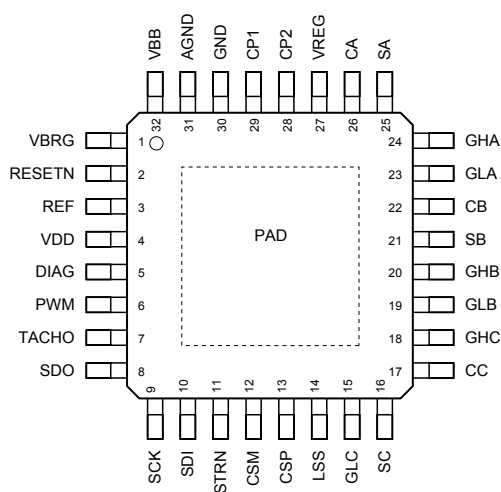 VBB AGND GND CP1 CP2 VREG CA SA
32 31 30 29 28 27 26 25
VBRG 1 24 GHA
RESETN 2 23 GLA
REF 3 22 CB
VDD 4 21 SB
PAD
DIAG 5 20 GHB
PWM 6 19 GLB
TACHO 7 18 GHC
SDO 8 17 CC
9 10 11 12 13 14 15 16
SCK SDI STRN CSM CSP LSS GLC SC